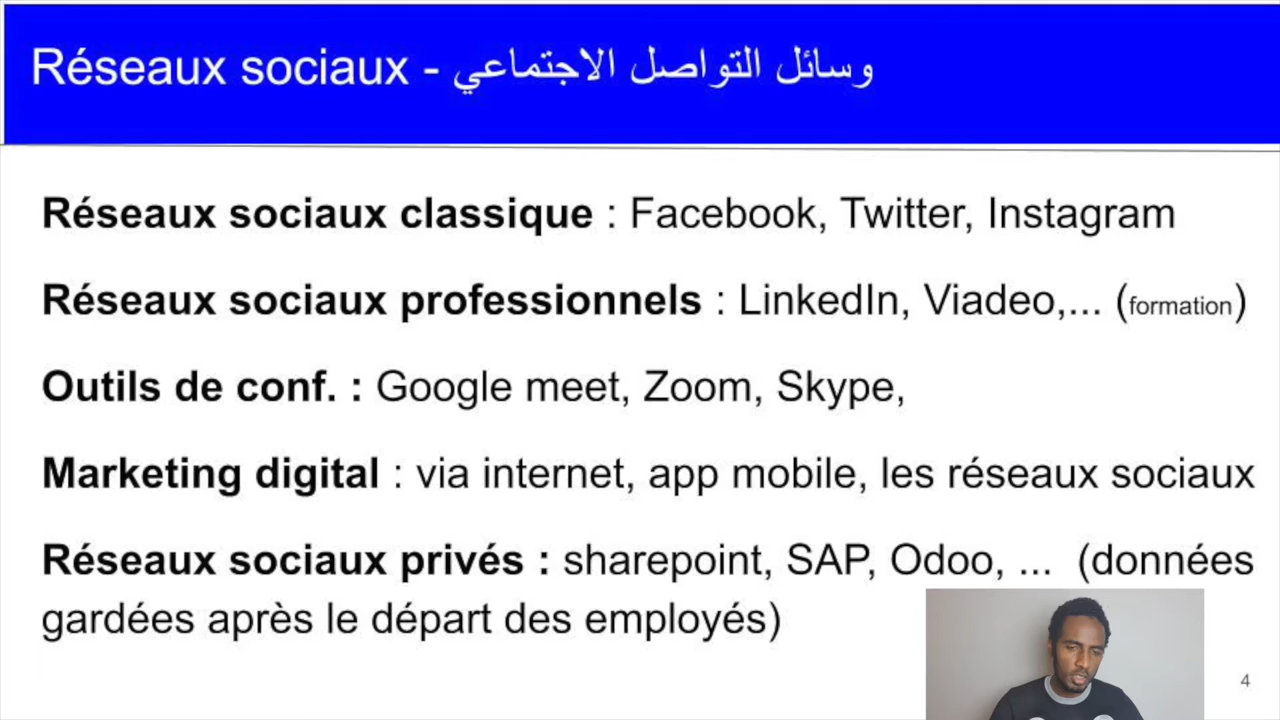 Réseaux sociaux - وسائل التواصل الاجتماعي
Réseaux sociaux classique : Facebook, Twitter, Instagram
Réseaux sociaux professionnels : LinkedIn, Viadeo,... (formation)
Outils de conf. : Google meet, Zoom, Skype,
Marketing digital : via internet, app mobile, les réseaux sociaux
Réseaux sociaux privés : sharepoint, SAP, Odoo, ... (données
gardées après le départ des employés)
4